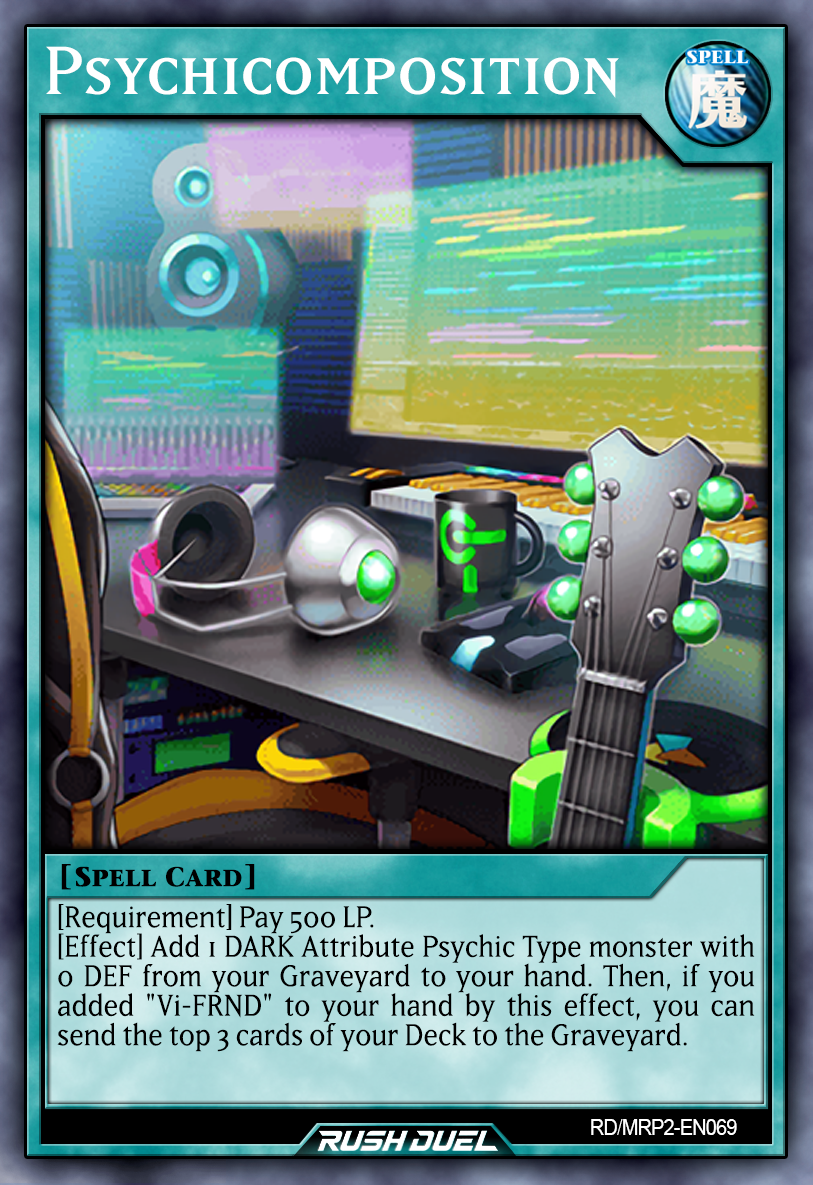 Psychicomposition
SPELL
魔
[Spell Card]
[Requirement] Pay 500 LP.
[Effect] Add 1 DARK Attribute Psychic Type monster with
0 DEF from your Graveyard to your hand. Then, if you
added "Vi-FRND" to your hand by this effect, you can
send the top 3 cards of your Deck to the Graveyard.
RD/MRP2-EN069
RUSH DUEL